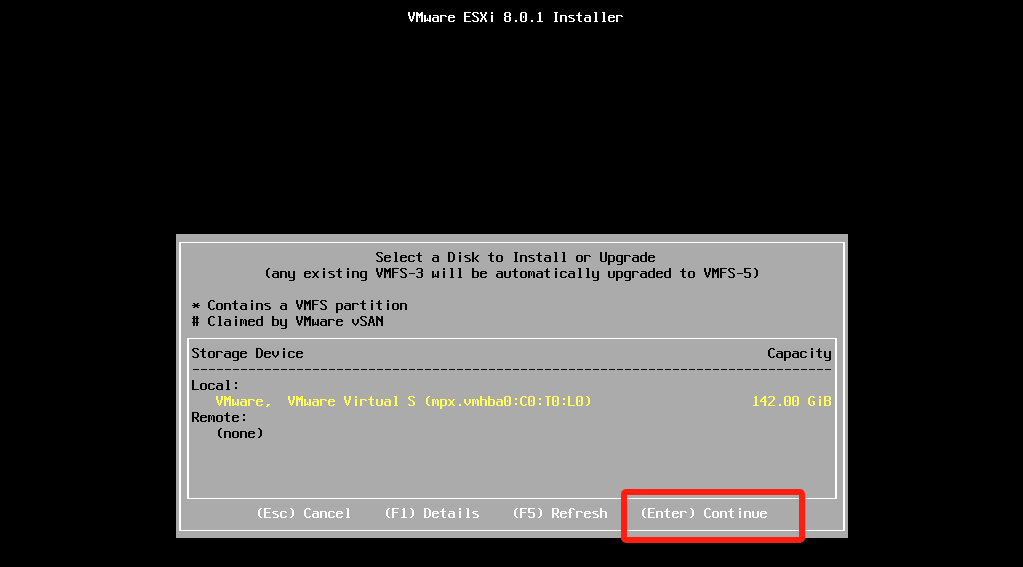 VMware ESXi 8.0.1 Installer
Select a Disk to Install or Upgrade
(any existing VMFS-3 will be automatically upgraded to VMFS-5)
* Contains a VMFS partition
# Claimed by VMware vSAN
Storage Device Capacity
Local:
VMware, VMware Virtual S (mpx.vmhba0:C0:T0:L0) 142.00 GiB
Remote:
(none)
(Esc) Cancel (F1) Details (F5) Refresh (Enter) Continue